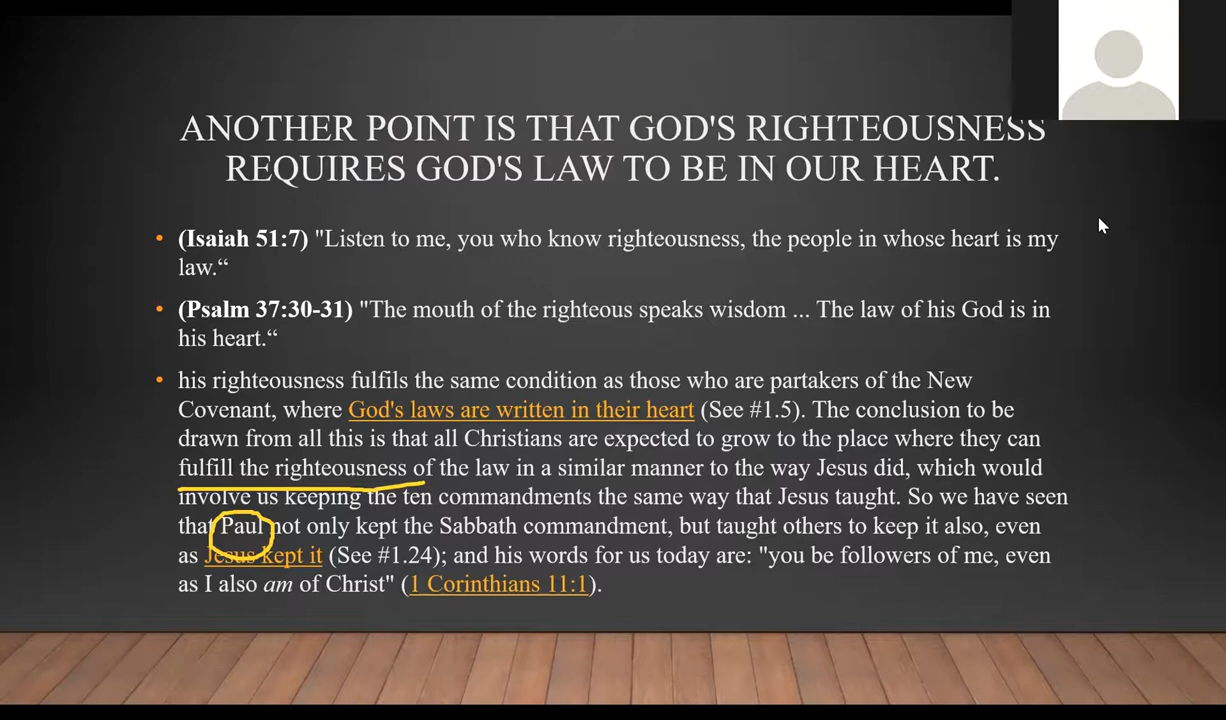 ANOTHER POINT IS THAT GOD'S RIGHTEOUSNESS
REQUIRES GOD'S LAW TO BE IN OUR HEART.
• (Isaiah 51:7) "Listen to me, you who know righteousness, the people in whose heart is my
law.“
• (Psalm 37:30-31) "The mouth of the righteous speaks wisdom ... The law of his God is in
his heart.“
• his righteousness fulfils the same condition as those who are partakers of the New
Covenant, where God's laws are written in their heart (See #1.5). The conclusion to be
drawn from all this is that all Christians are expected to grow to the place where they can
fulfill the righteousness of the law in a similar manner to the way Jesus did, which would
involve us keeping the ten commandments the same way that Jesus taught. So we have seen
that Paul not only kept the Sabbath commandment, but taught others to keep it also, even
as Jesus kept it (See #1.24); and his words for us today are: "you be followers of me, even
as I also am of Christ" (1 Corinthians 11:1).